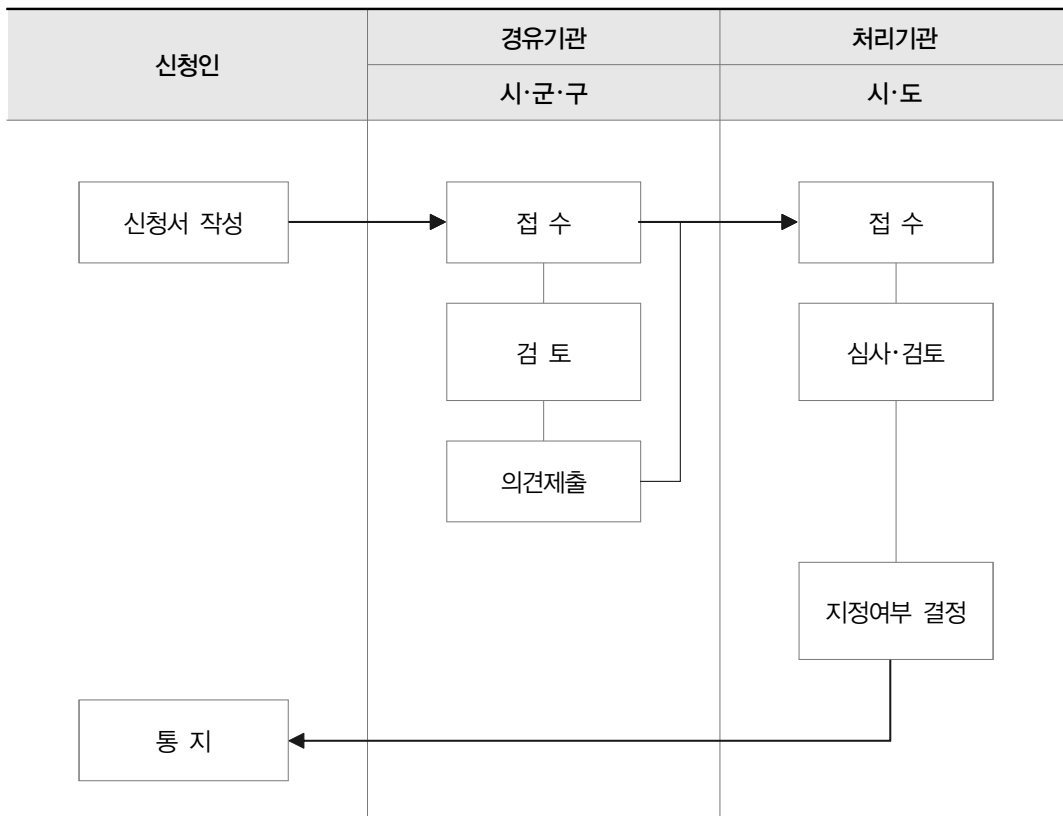 신청인
경유기관
처리기관
시·군·구
시·도
신청서 작성
접 수
접 수
검 토
심사·검토
의견제출
지정여부 결정
통 지